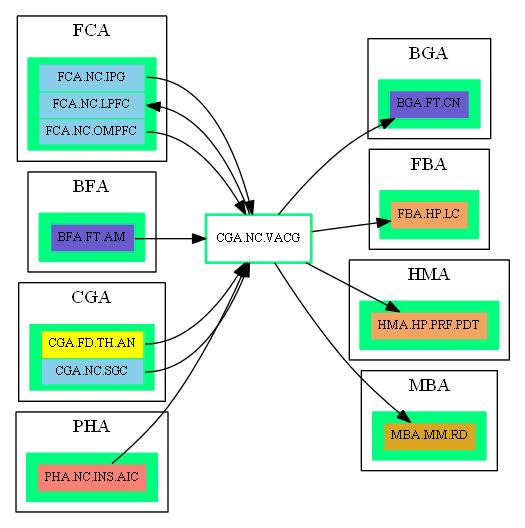 FCA
FCA.NC.IPG
FCA.NC.LPFC
FCA.NC.OMPFC
BFA
BFA.FT.AM
CGA
CGA.FD.TH.AN
CGA.NC.SGC
PHA
PHA.NC.INS.AIC
CGA.NC.VACG
BGA
BGA.FT.CN
FBA
FBA.HP.LC
HMA
HMA.HP.PRF.PDT
MBA
MBA.MM.RD